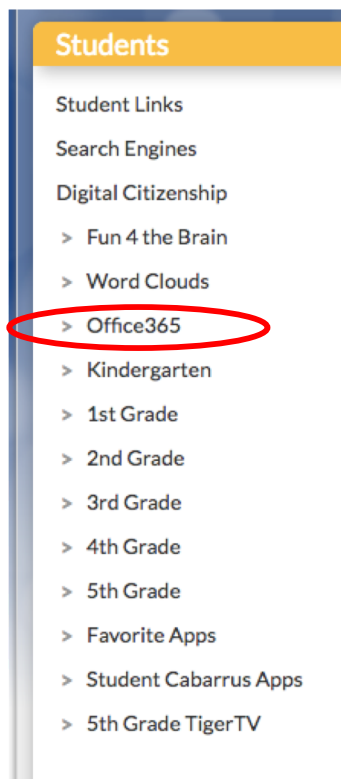 Students
Student Links
Search Engines
Digital Citizenship
> Fun 4 the Brain
> Word Clouds
> Office365
> Kindergarten
> 1st Grade
> 2nd Grade
> 3rd Grade
> 4th Grade
> 5th Grade
> Favorite Apps
> Student Cabarrus Apps
> 5th Grade TigerTV